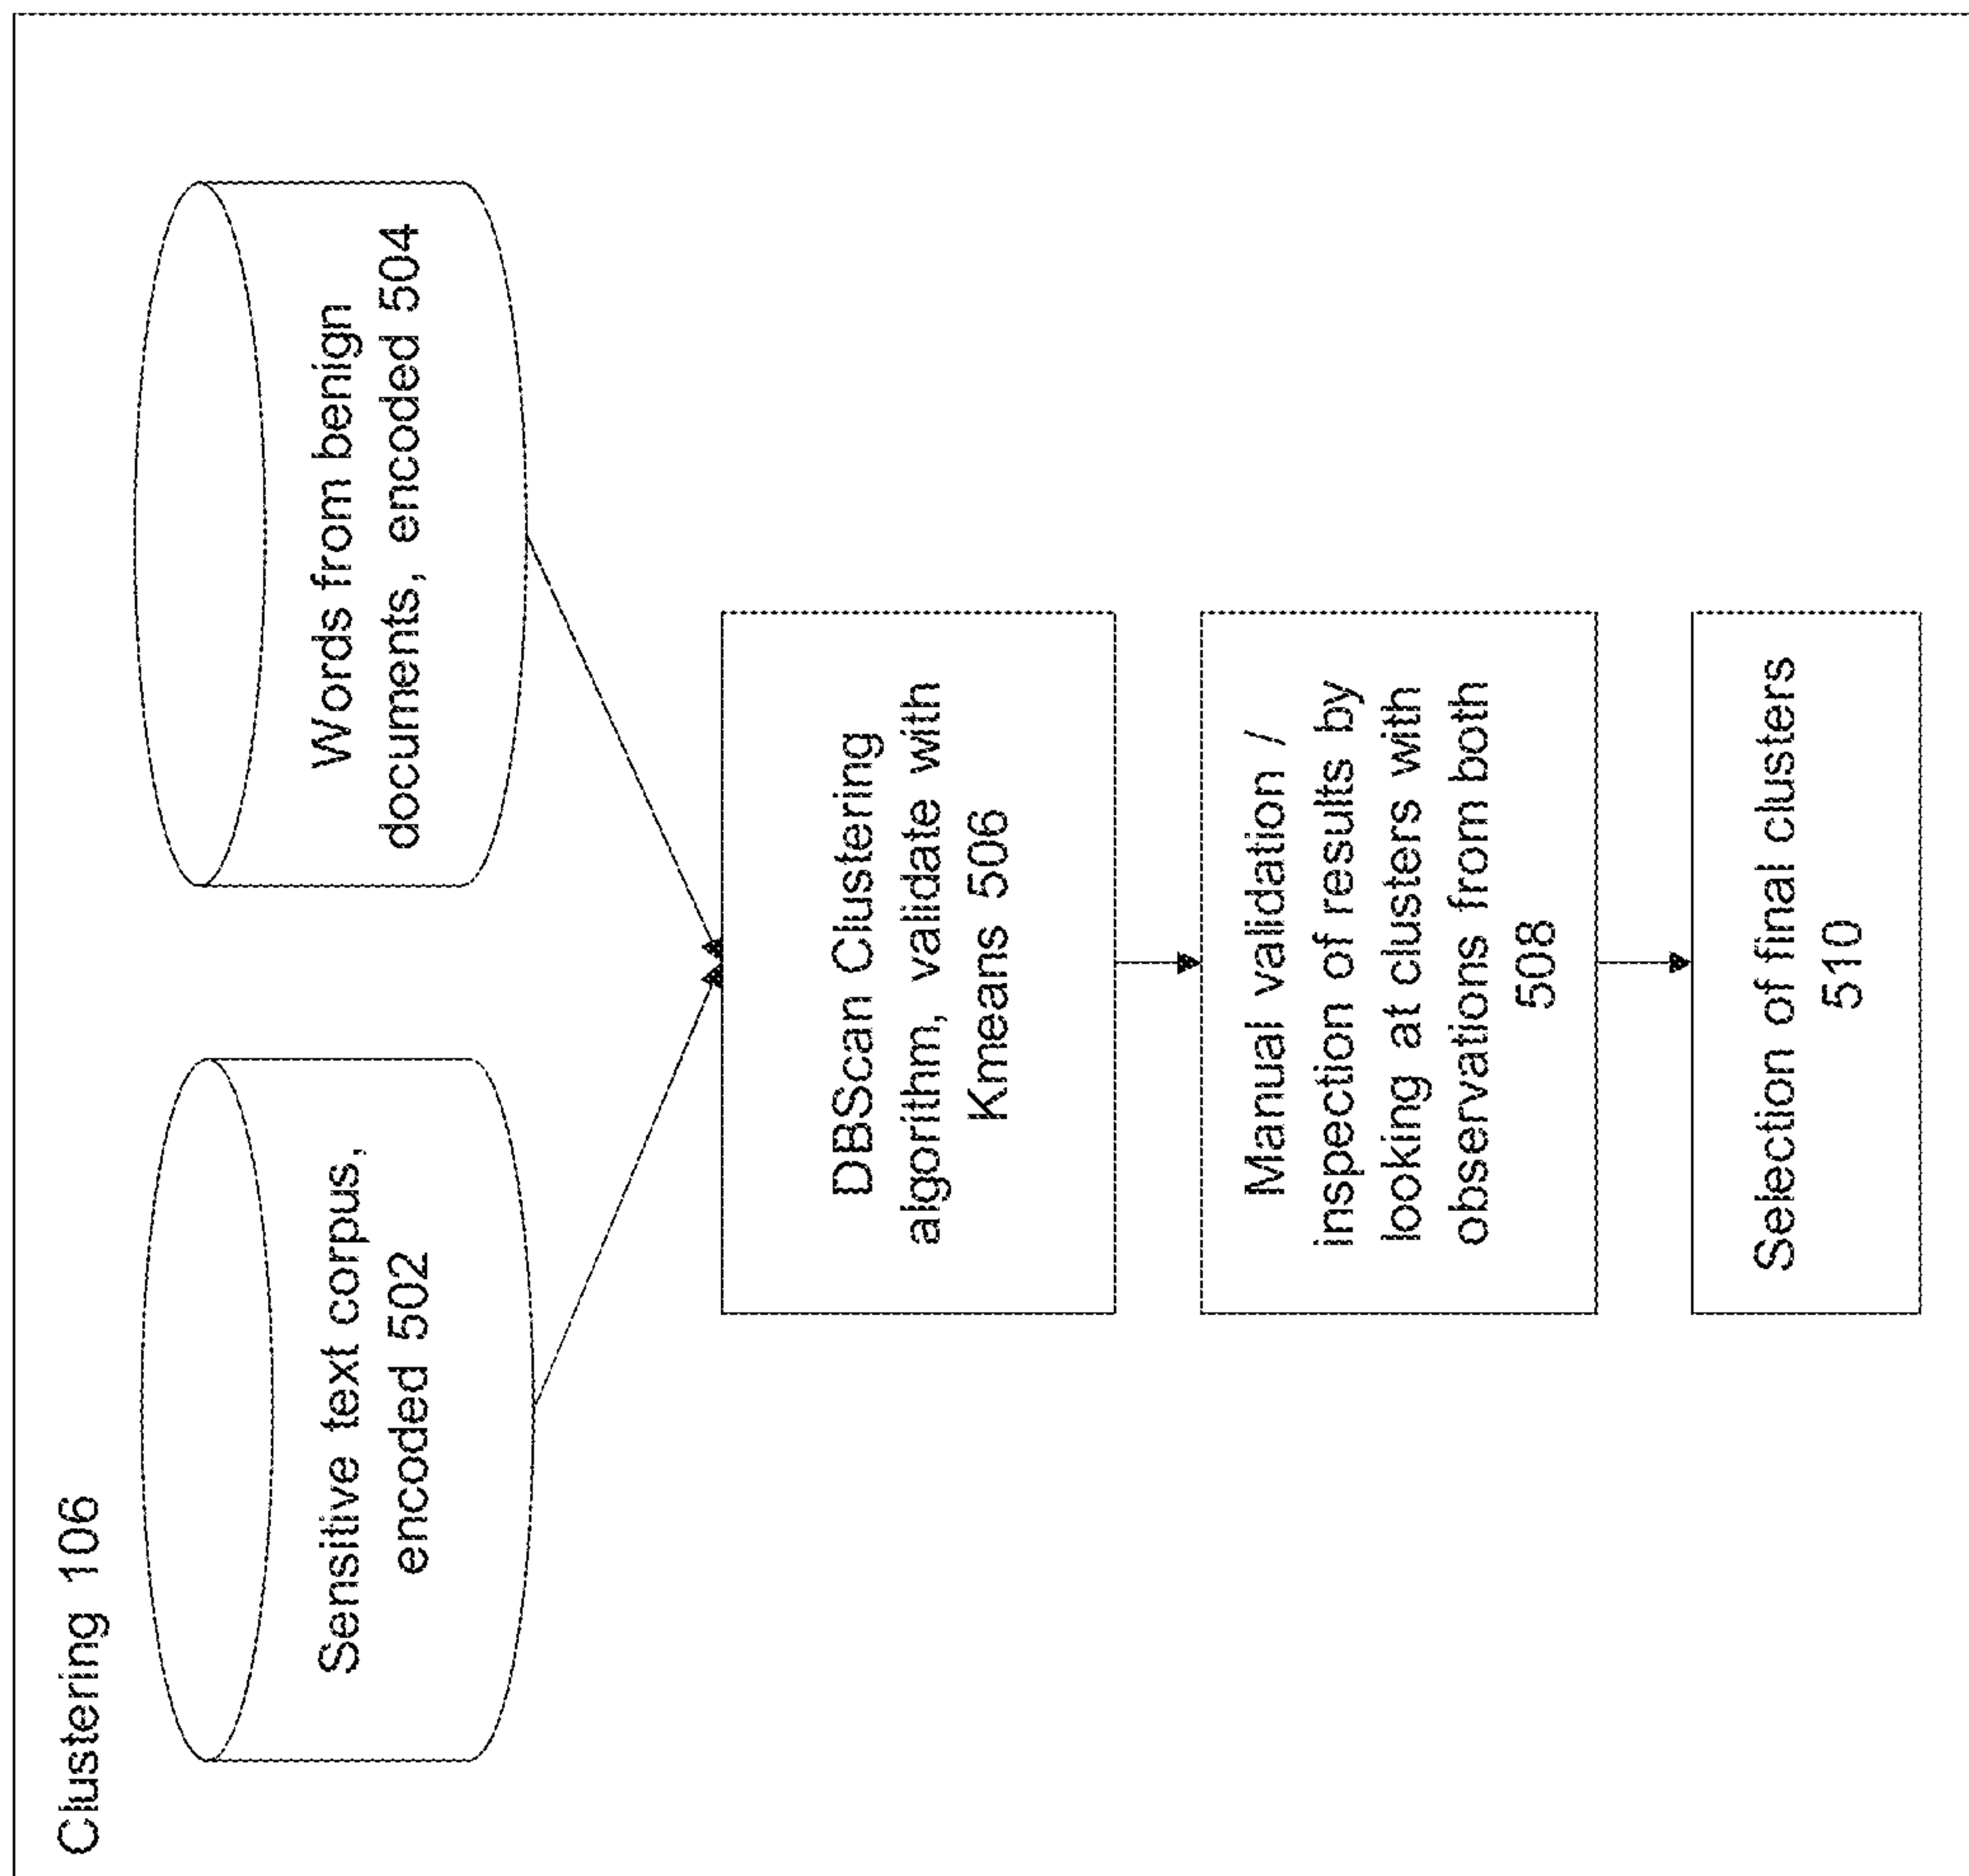 Clustering 106
Sensitive text corpus,
encoded 502
Words from benign
documents, encoded 504
DBScan Clustering
algorithm, validate with
Kmeans 506
Manual validation /
inspection of results by
looking at clusters with
observations from both
508
Selection of final clusters
510